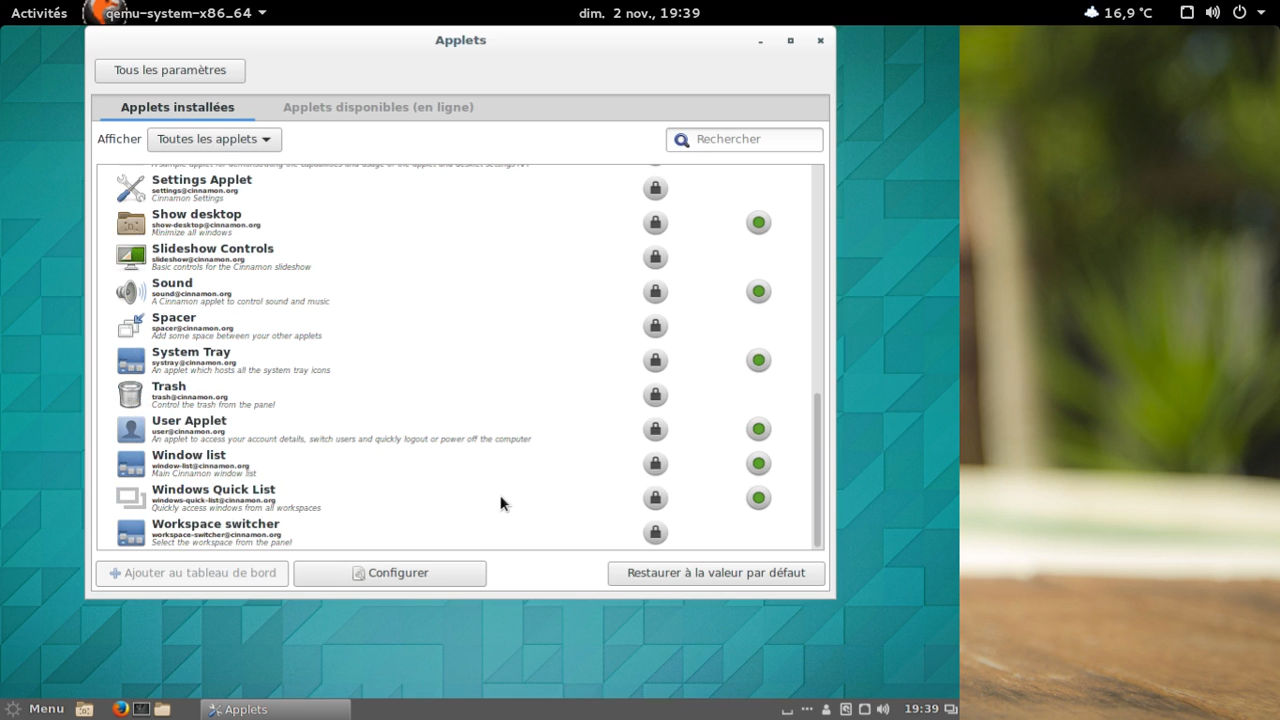 Activités qemu-system-x86_64 dim. 2 nov., 19:39 16,9 °C
Applets
Tous les paramètres
Applets installées Applets disponibles (en ligne)
Afficher Toutes les applets Rechercher
Settings Applet
settings@cinnamon.org
Cinnamon Settings
Show desktop
show-desktop@cinnamon.org
Minimize all windows
Slideshow Controls
slideshow@cinnamon.org
Basic controls for the Cinnamon slideshow
Sound
sound@cinnamon.org
A Cinnamon applet to control sound and music
Spacer
spacer@cinnamon.org
Add some space between your other applets
System Tray
systray@cinnamon.org
An applet which hosts all the system tray icons
Trash
trash@cinnamon.org
Control the trash from the panel
User Applet
user@cinnamon.org
An applet to access your account details, switch users and quickly logout or power off the computer
Window list
window-list@cinnamon.org
Main Cinnamon window list
Windows Quick List
windows-quick-list@cinnamon.org
Quickly access windows from all workspaces
Workspace switcher
workspace-switcher@cinnamon.org
Select the workspace from the panel
Ajouter au tableau de bord Configurer Restaurer à la valeur par défaut
Menu Applets 19:39